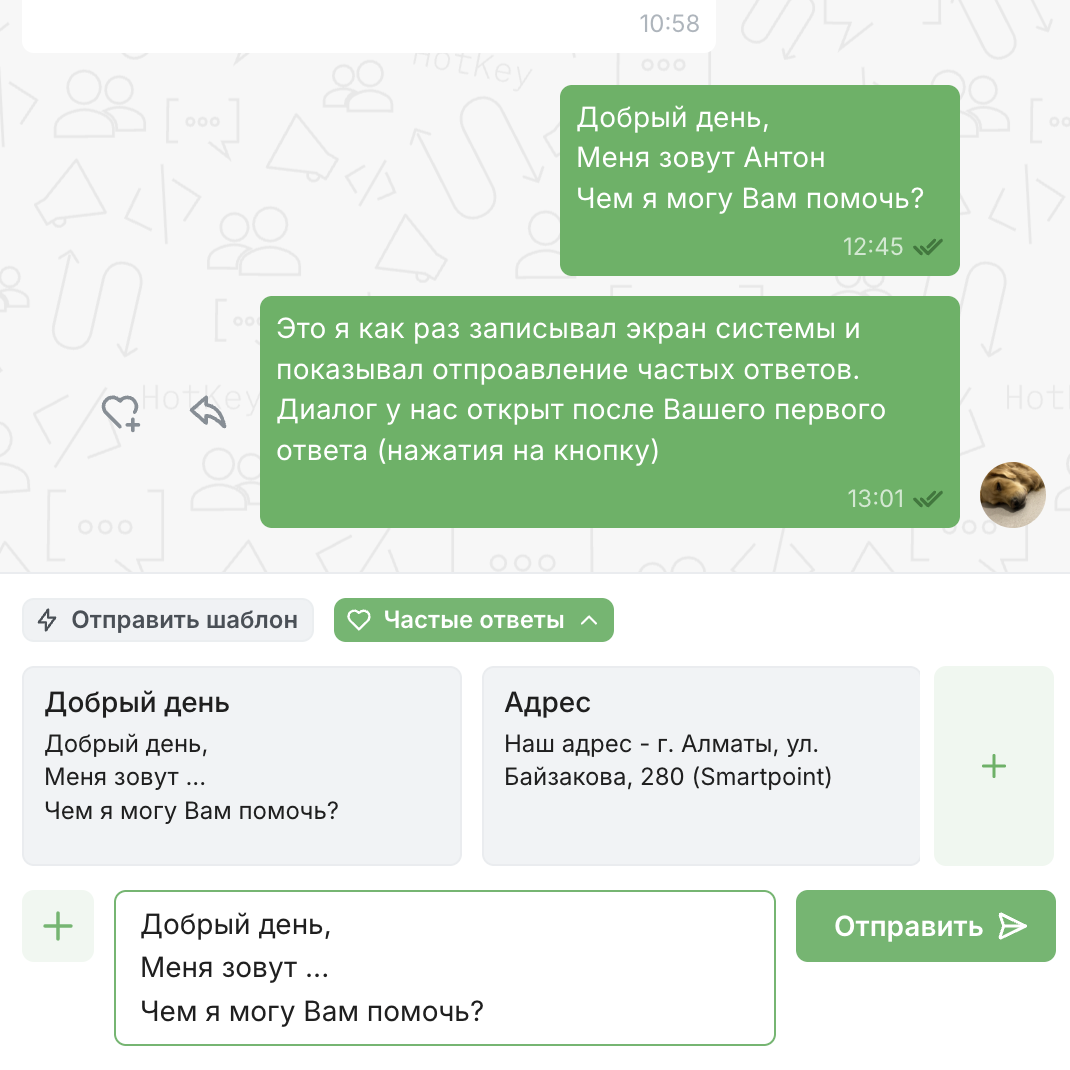 10:58
HotKey
Добрый день,
Меня зовут Антон
Чем я могу Вам помочь?
12:45
Это я как раз записывал экран системы и
показывал отпроавление частых ответов.
Диалог у нас открыт после Вашего первого
ответа (нажатия на кнопку)
13:01
HotKey
Hot
Отправить шаблон
Частые ответы
Добрый день
Добрый день,
Меня зовут ...
Чем я могу Вам помочь?
Адрес
Наш адрес - г. Алматы, ул.
Байзакова, 280 (Smartpoint)
Добрый день,
Меня зовут ...
Чем я могу Вам помочь?
Отправить